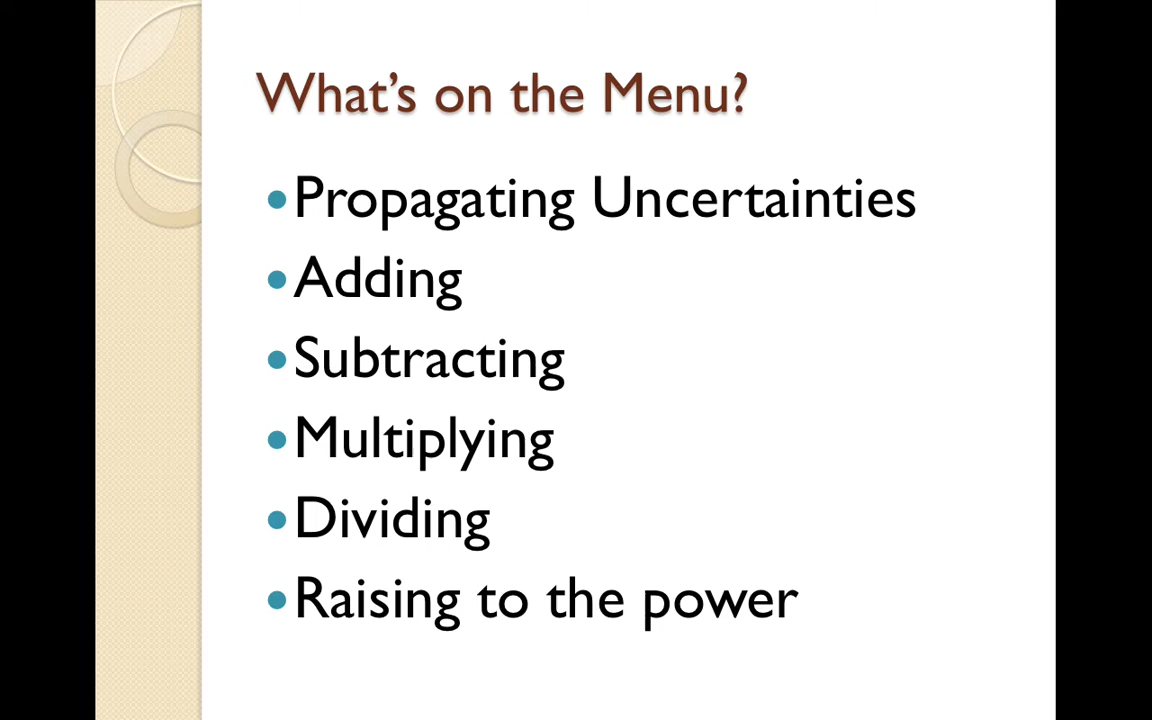 What’s on the Menu?
•Propagating Uncertainties
•Adding
•Subtracting
•Multiplying
•Dividing
•Raising to the power